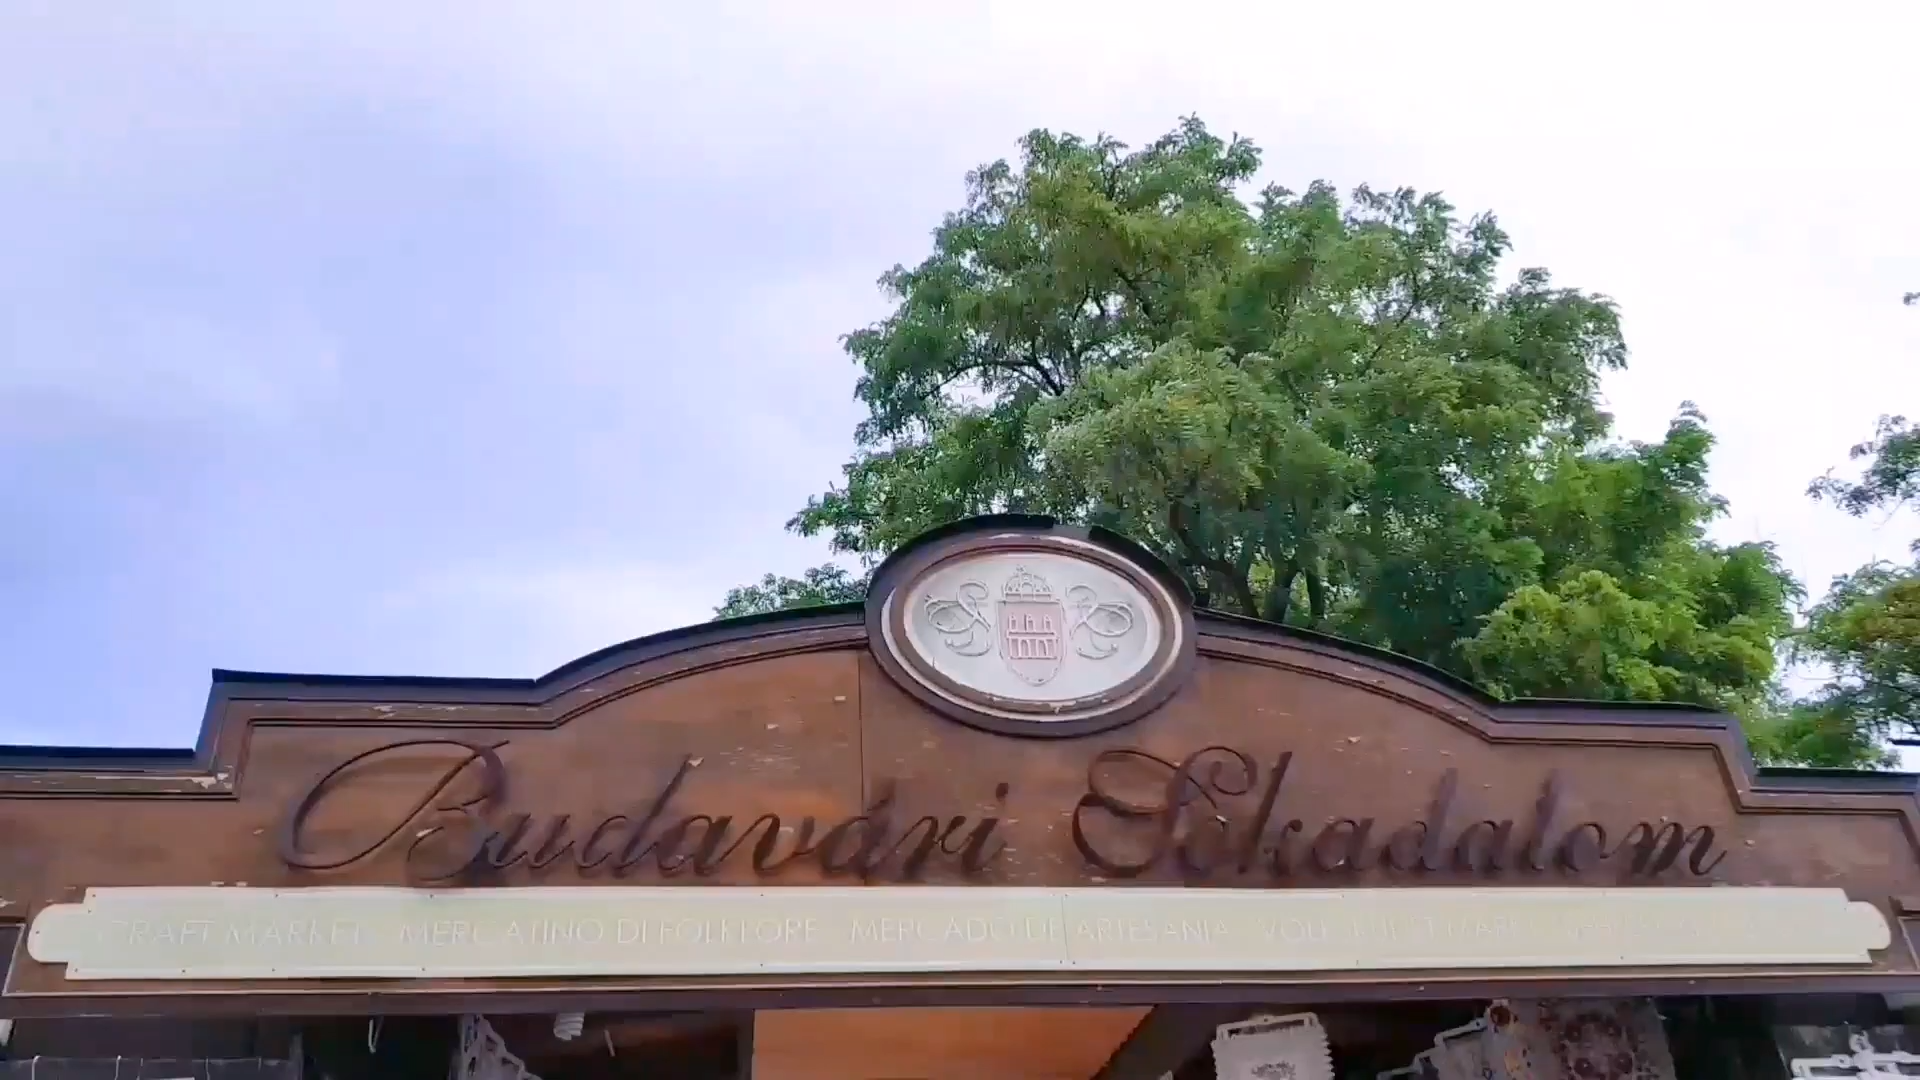 Budavári Sokadalom
CRAFT MARKET MERCATINO DI FOLKLORE MERCADO DE ARTESANIA